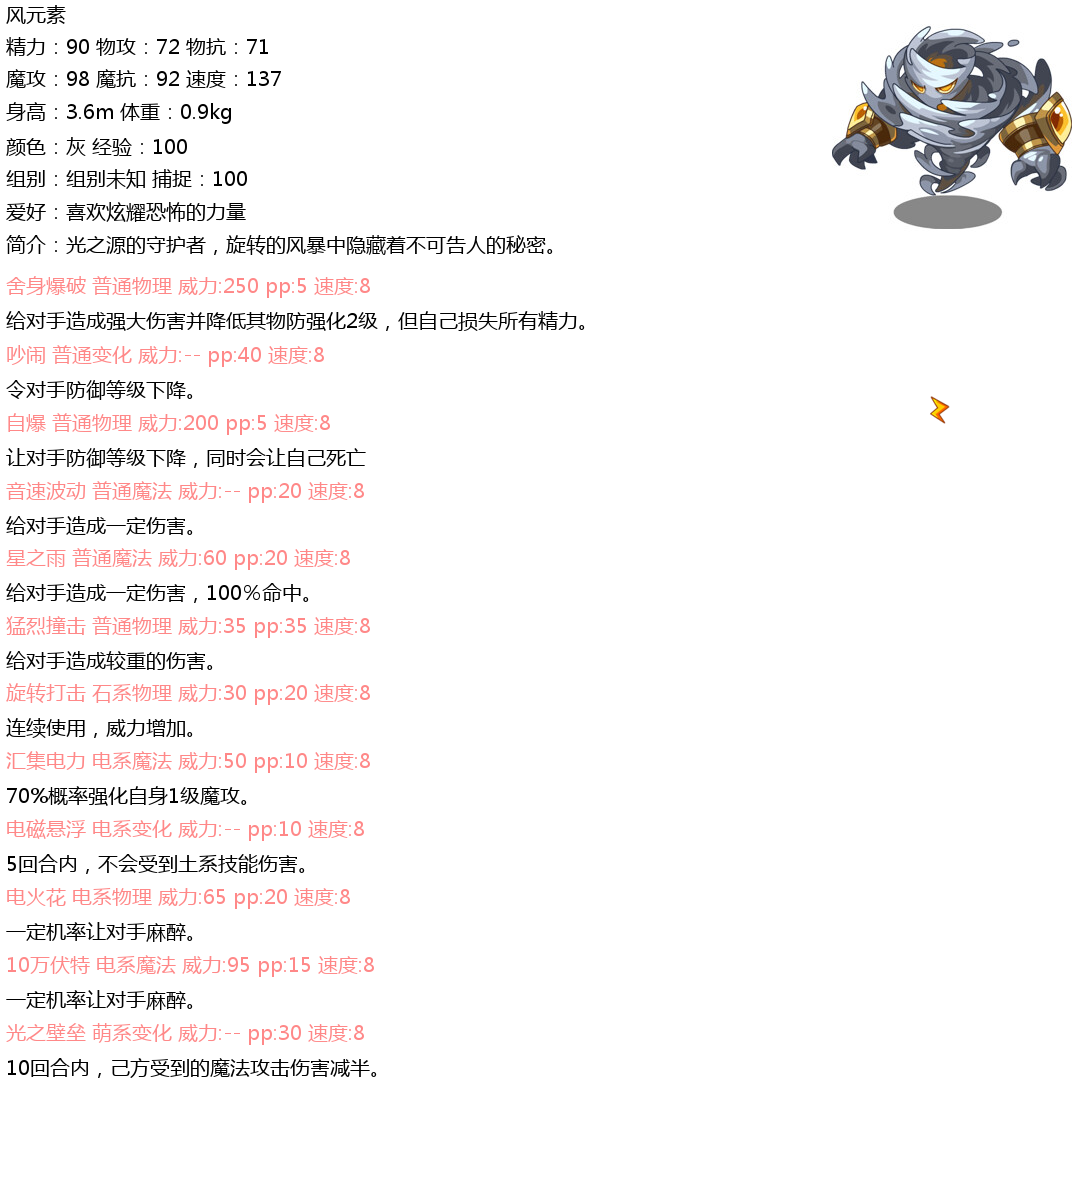 风元素
精力：90 物攻：72 物抗：71
魔攻：98 魔抗：92 速度：137
身高：3.6m 体重：0.9kg
颜色：灰 经验：100
组别：组别未知 捕捉：100
爱好：喜欢炫耀恐怖的力量
简介：光之源的守护者，旋转的风暴中隐藏着不可告人的秘密。
舍身爆破 普通物理 威力:250 pp:5 速度:8
给对手造成强大伤害并降低其物防强化2级，但自己损失所有精力。
吵闹 普通变化 威力:-- pp:40 速度:8
令对手防御等级下降。
自爆 普通物理 威力:200 pp:5 速度:8
让对手防御等级下降，同时会让自己死亡
音速波动 普通魔法 威力:-- pp:20 速度:8
给对手造成一定伤害。
星之雨 普通魔法 威力:60 pp:20 速度:8
给对手造成一定伤害，100%命中。
猛烈撞击 普通物理 威力:35 pp:35 速度:8
给对手造成较重的伤害。
旋转打击 石系物理 威力:30 pp:20 速度:8
连续使用，威力增加。
汇集电力 电系魔法 威力:50 pp:10 速度:8
70%概率强化自身1级魔攻。
电磁悬浮 电系变化 威力:-- pp:10 速度:8
5回合内，不会受到土系技能伤害。
电火花 电系物理 威力:65 pp:20 速度:8
一定机率让对手麻醉。
10万伏特 电系魔法 威力:95 pp:15 速度:8
一定机率让对手麻醉。
光之壁垒 萌系变化 威力:-- pp:30 速度:8
10回合内，己方受到的魔法攻击伤害减半。